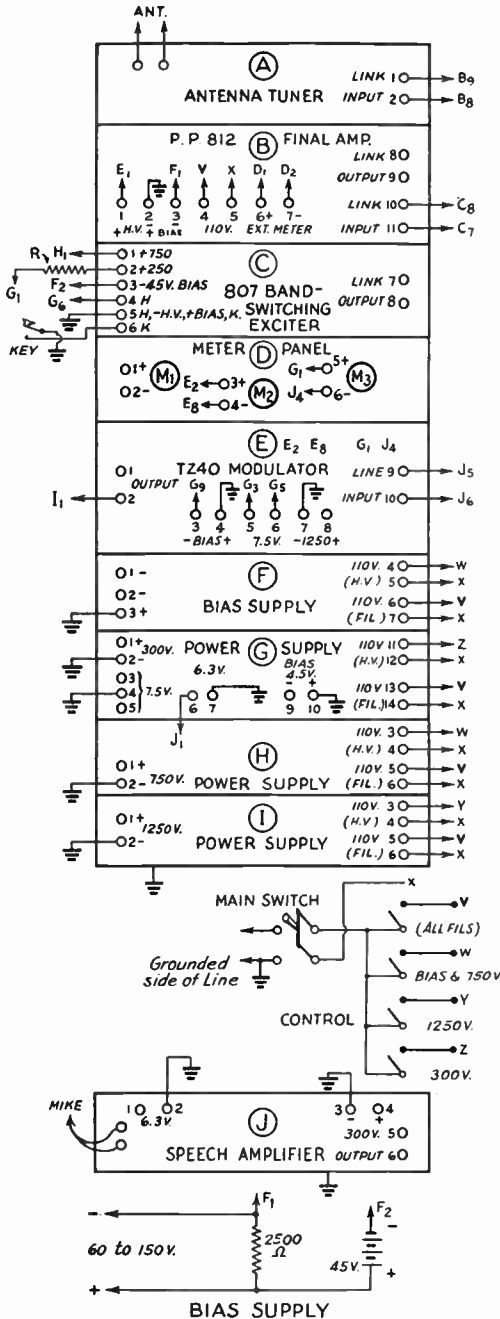 ANT.
A
ANTENNA TUNER
LINK 1 B9
INPUT 2 B8
P.P. 812 B FINAL AMP.
LINK 8
OUTPUT 9
E1 F1 V X D1 D2
1 2 3 4 5 6+ 7-
+ H.V. - + BIAS - 110V. EXT. METER
LINK 10 C8
INPUT 11 C7
R H1 1 +750
2 +250
G1 F2 3 -45V. BIAS
G6 4 H
5 H,-H.V.,+BIAS, K.
6 K
KEY
C
807 BAND-
SWITCHING
EXCITER
LINK 7
OUTPUT 8
METER D PANEL
1+ M1 E2 3+ M2 G1 5+ M3
2- E8 4- J4 6-
E E2 E8 G1 J4
TZ40 MODULATOR
1 OUTPUT
I1 2
G9 G3 G5
3 4 5 6 7 8
-BIAS+ 7.5V. -1250+
LINE 9 J5
INPUT 10 J6
1 -
2 -
3 +
F
BIAS SUPPLY
110V. 4 W
(H.V) 5 X
110V. 6 V
(FIL.) 7 X
1+ 300V.
2-
3
4 7.5V.
5
POWER G SUPPLY
6.3V. BIAS 4.5V.
- +
6 7 9 10
J1
110V 11 Z
(H.V.) 12 X
110V 13 V
(FIL.) 14 X
1+
2- 750V.
H
POWER SUPPLY
110V. 3 W
(H.V.) 4 X
110V. 5 V
(FIL.) 6 X
1+ 1250V.
2-
I
POWER SUPPLY
110V. 3 Y
(H.V.) 4 X
110V 5 V
(FIL.) 6 X
MAIN SWITCH
X
V
(ALL FILS)
Grounded
side of Line
W
BIAS & 750V
CONTROL
Y
1250V.
Z
300V.
MIKE
1 2
6.3V.
J
3 4
- +
300V. 5
SPEECH AMPLIFIER OUTPUT 6
- F1 F2 -
60 to 150V.
2500
Ω
45V.
+ +
BIAS SUPPLY